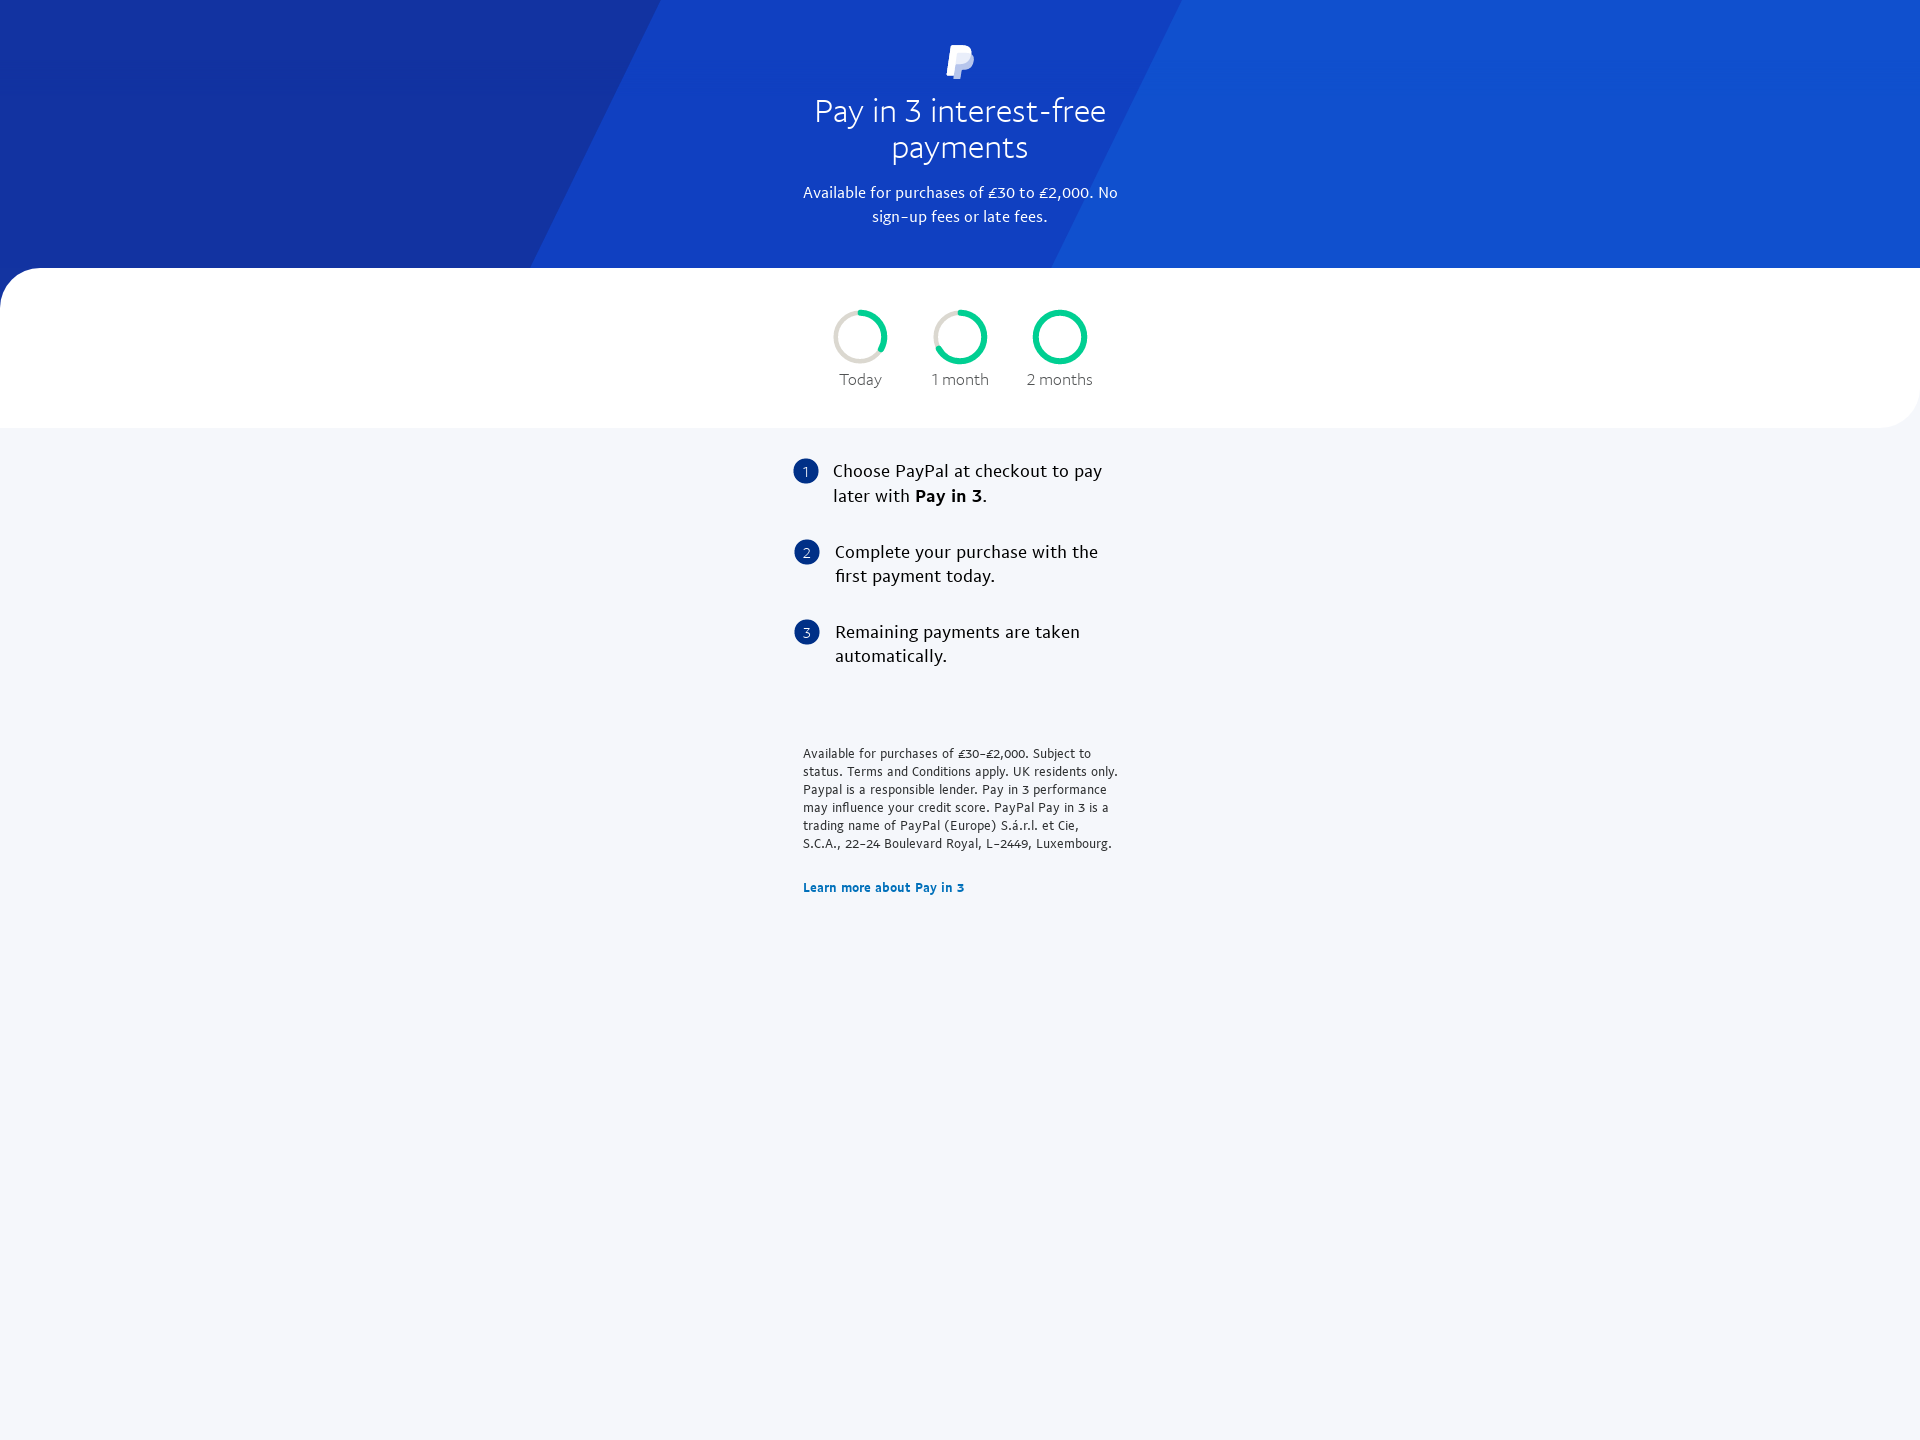 Pay in 3 interest-free
payments
Available for purchases of £30 to £2,000. No
sign-up fees or late fees.
Today
1 month
2 months
1
Choose PayPal at checkout to pay
later with Pay in 3.
2
Complete your purchase with the
first payment today.
3
Remaining payments are taken
automatically.
Available for purchases of £30-£2,000. Subject to
status. Terms and Conditions apply. UK residents only.
Paypal is a responsible lender. Pay in 3 performance
may influence your credit score. PayPal Pay in 3 is a
trading name of PayPal (Europe) S.á.r.l. et Cie,
S.C.A., 22-24 Boulevard Royal, L-2449, Luxembourg.
Learn more about Pay in 3